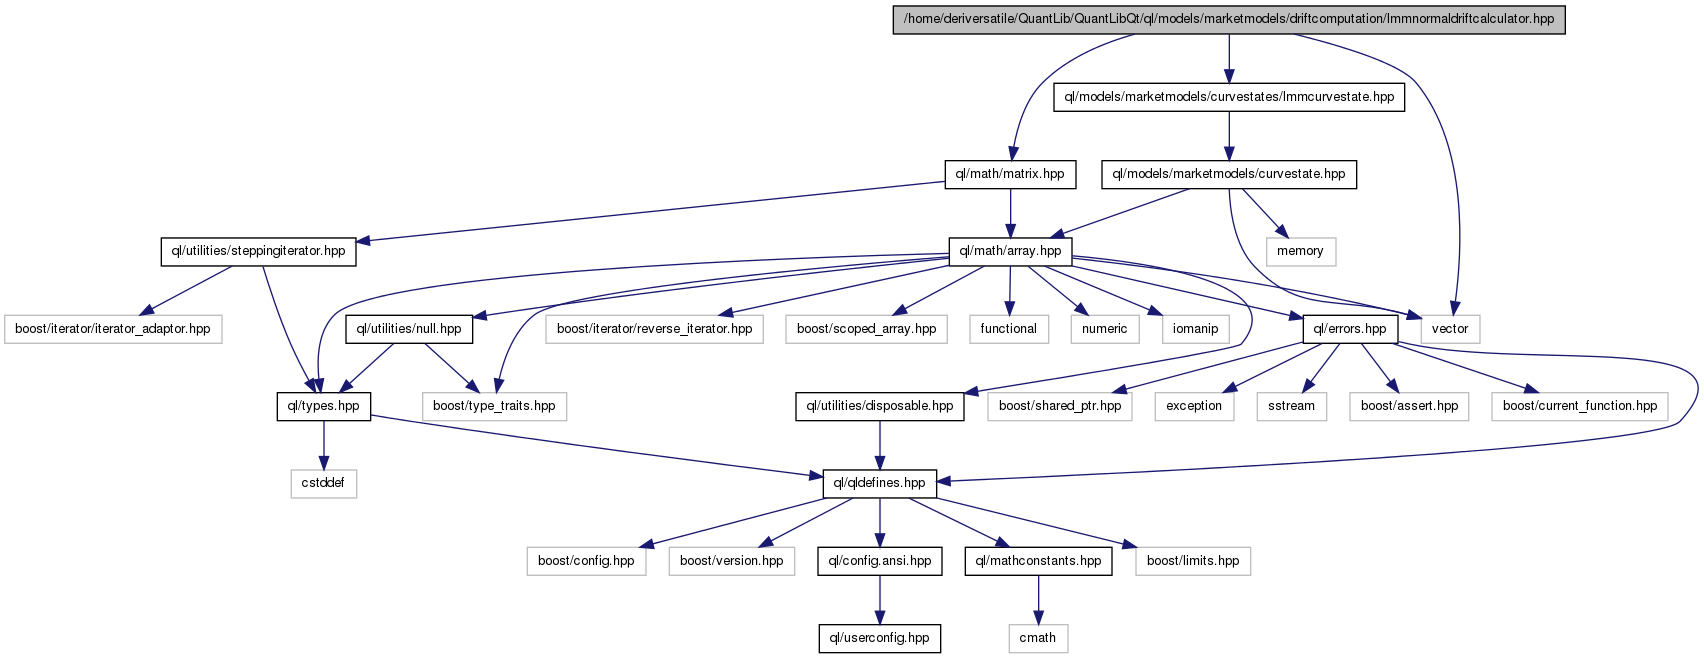 /home/deriversatile/QuantLib/QuantLibQt/ql/models/marketmodels/driftcomputation/lmmnormaldriftcalculator.hpp
ql/models/marketmodels/curvestates/lmmcurvestate.hpp
ql/math/matrix.hpp
ql/models/marketmodels/curvestate.hpp
ql/utilities/steppingiterator.hpp
ql/math/array.hpp
memory
boost/iterator/iterator_adaptor.hpp
ql/utilities/null.hpp
boost/iterator/reverse_iterator.hpp
boost/scoped_array.hpp
functional
numeric
iomanip
ql/errors.hpp
vector
ql/types.hpp
boost/type_traits.hpp
ql/utilities/disposable.hpp
boost/shared_ptr.hpp
exception
sstream
boost/assert.hpp
boost/current_function.hpp
cstddef
ql/qldefines.hpp
boost/config.hpp
boost/version.hpp
ql/config.ansi.hpp
ql/mathconstants.hpp
boost/limits.hpp
ql/userconfig.hpp
cmath